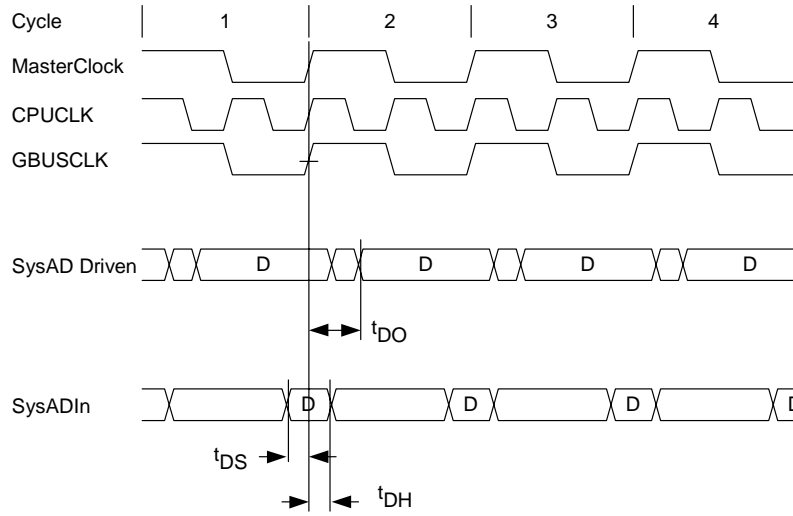 Cycle 1 2 3 4
MasterClock
CPUCLK
GBUSCLK
SysAD Driven D D D D
tDO
SysADIn D D D D
tDS
tDH